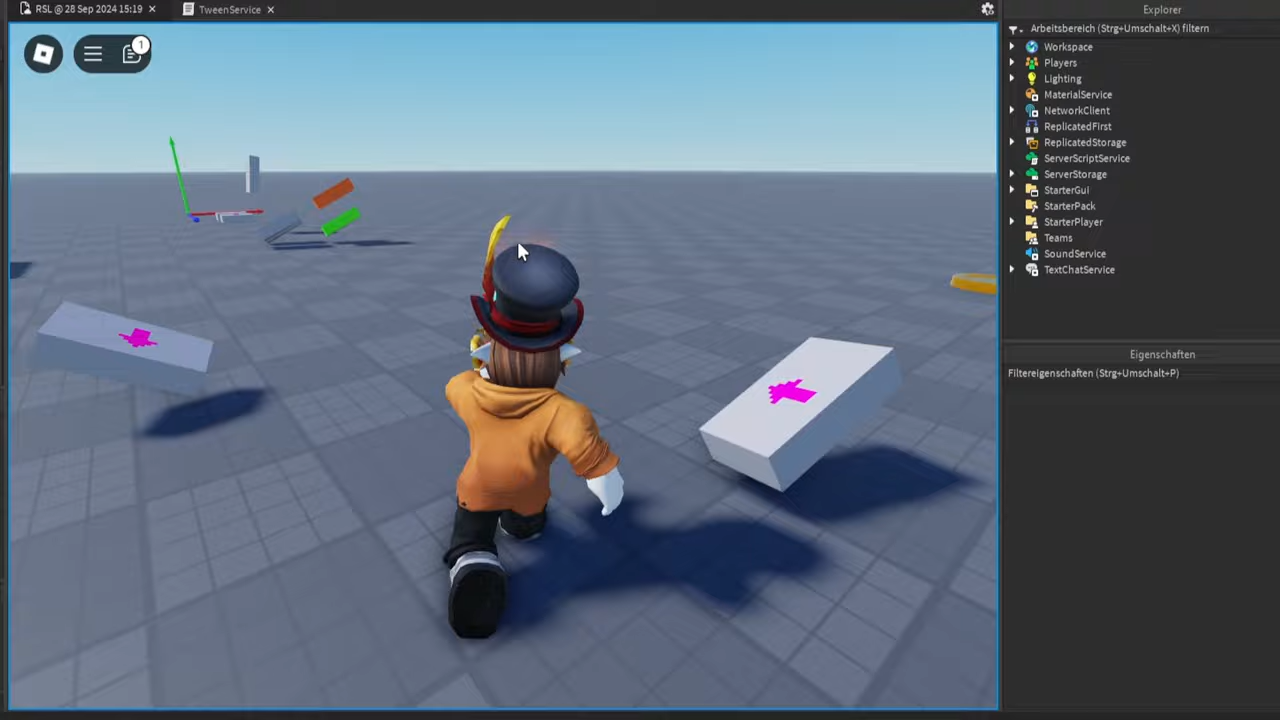 RSL @ 28 Sep 2024 15:19
TweenService
1
Explorer
Arbeitsbereich (Strg+Umschalt+X) filtern
Workspace
Players
Lighting
MaterialService
NetworkClient
ReplicatedFirst
ReplicatedStorage
ServerScriptService
ServerStorage
StarterGui
StarterPack
StarterPlayer
Teams
SoundService
TextChatService
Eigenschaften
Filtereigenschaften (Strg+Umschalt+P)